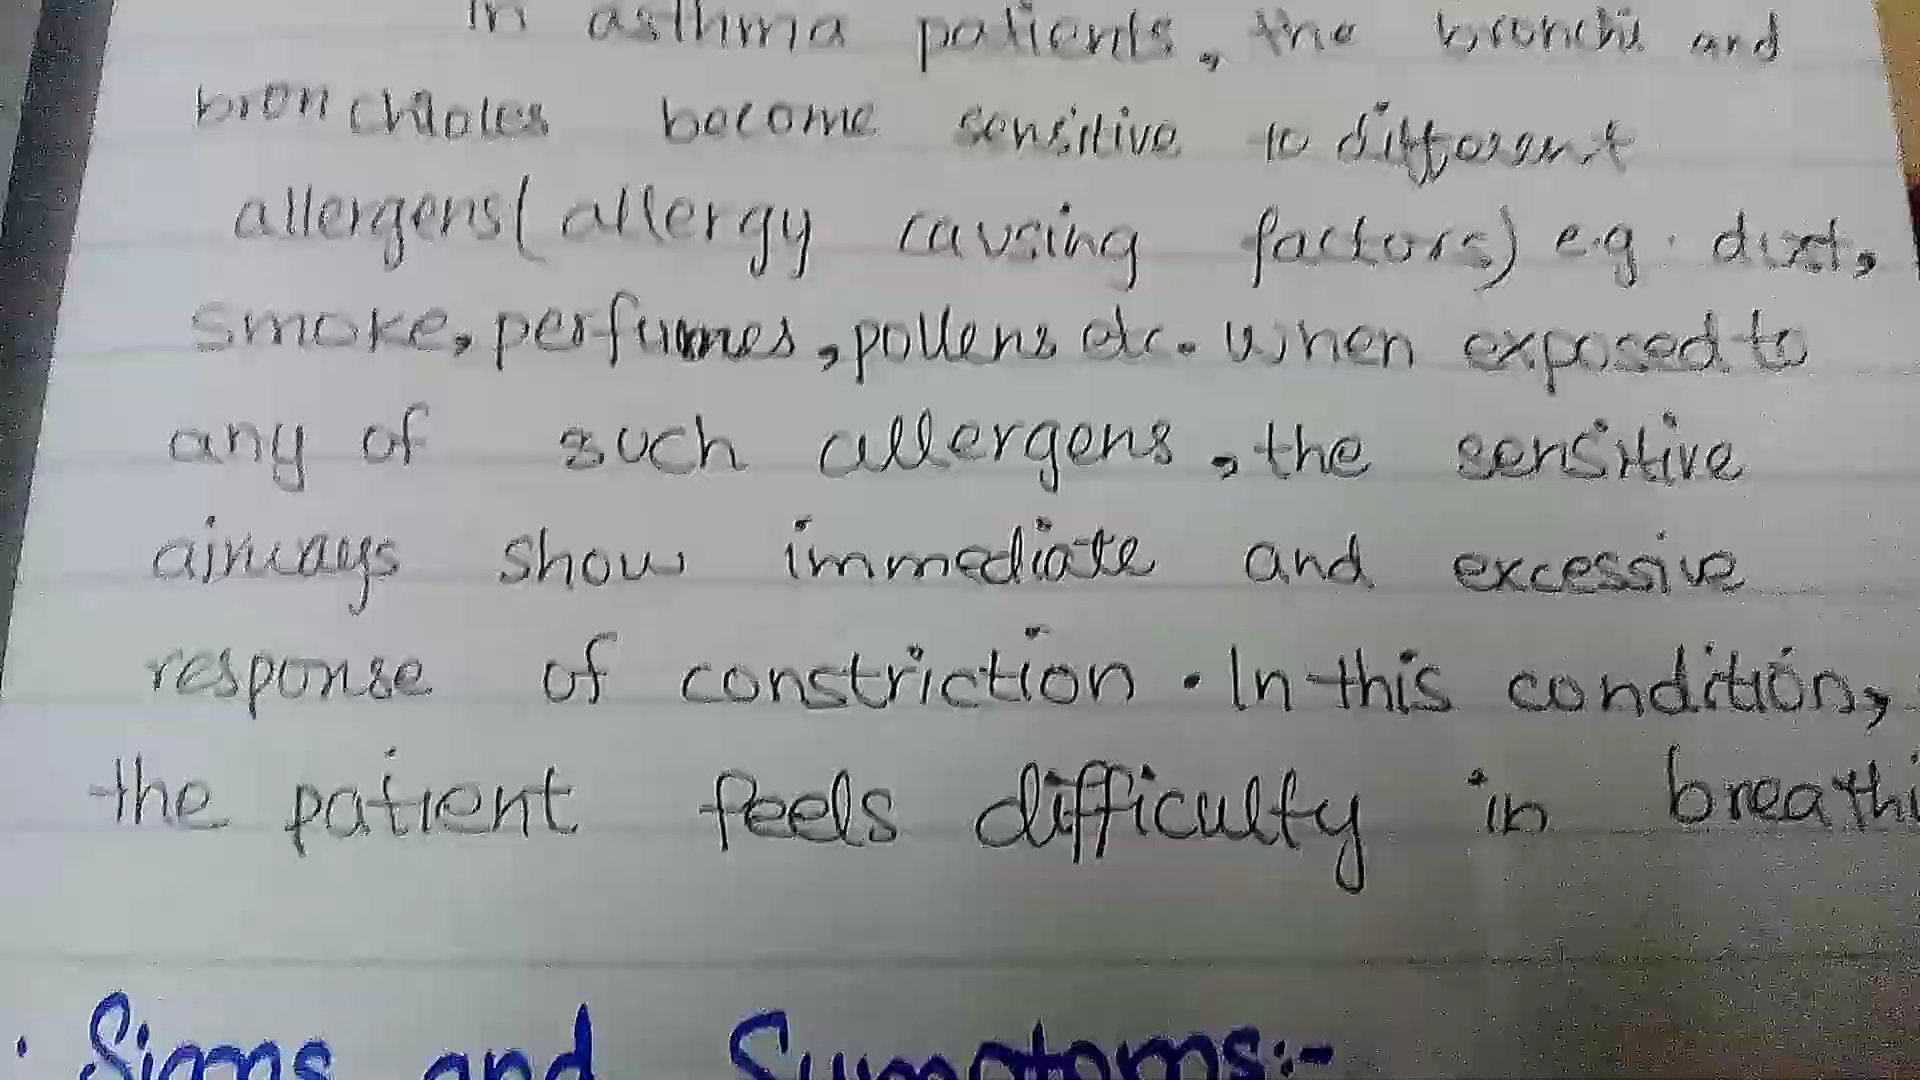 In asthma patients, the bronchi and
bronchioles become sensitive to different
allergens( allergy causing factors) e.g. dust,
smoke, perfumes, pollens etc. When exposed to
any of such allergens, the sensitive
airways show immediate and excessive
response of constriction. In this condition,
the patient feels difficulty in breathi
. Signs and Symptoms:-